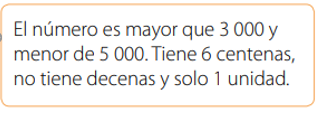 El número es mayor que 3 000 y
menor de 5 000. Tiene 6 centenas,
no tiene decenas y solo 1 unidad.